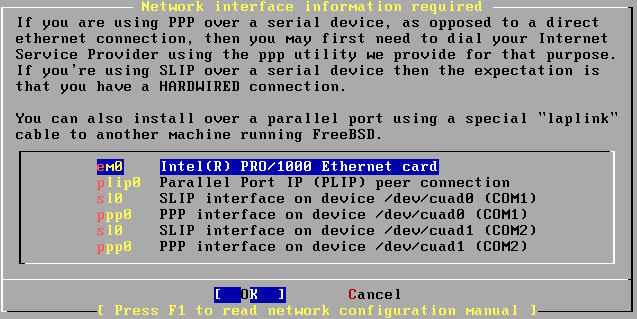 Network interface information required
If you are using PPP over a serial device, as opposed to a direct
ethernet connection, then you may first need to dial your Internet
Service Provider using the ppp utility we provide for that purpose.
If you're using SLIP over a serial device then the expectation is
that you have a HARDWIRED connection.
You can also install over a parallel port using a special "laplink"
cable to another machine running FreeBSD.
em0 Intel(R) PRO/1000 Ethernet card
plip0 Parallel Port IP (PLIP) peer connection
sl0 SLIP interface on device /dev/cuad0 (COM1)
ppp0 PPP interface on device /dev/cuad0 (COM1)
sl0 SLIP interface on device /dev/cuad1 (COM2)
ppp0 PPP interface on device /dev/cuad1 (COM2)
[ OK ] Cancel
[ Press F1 to read network configuration manual ]